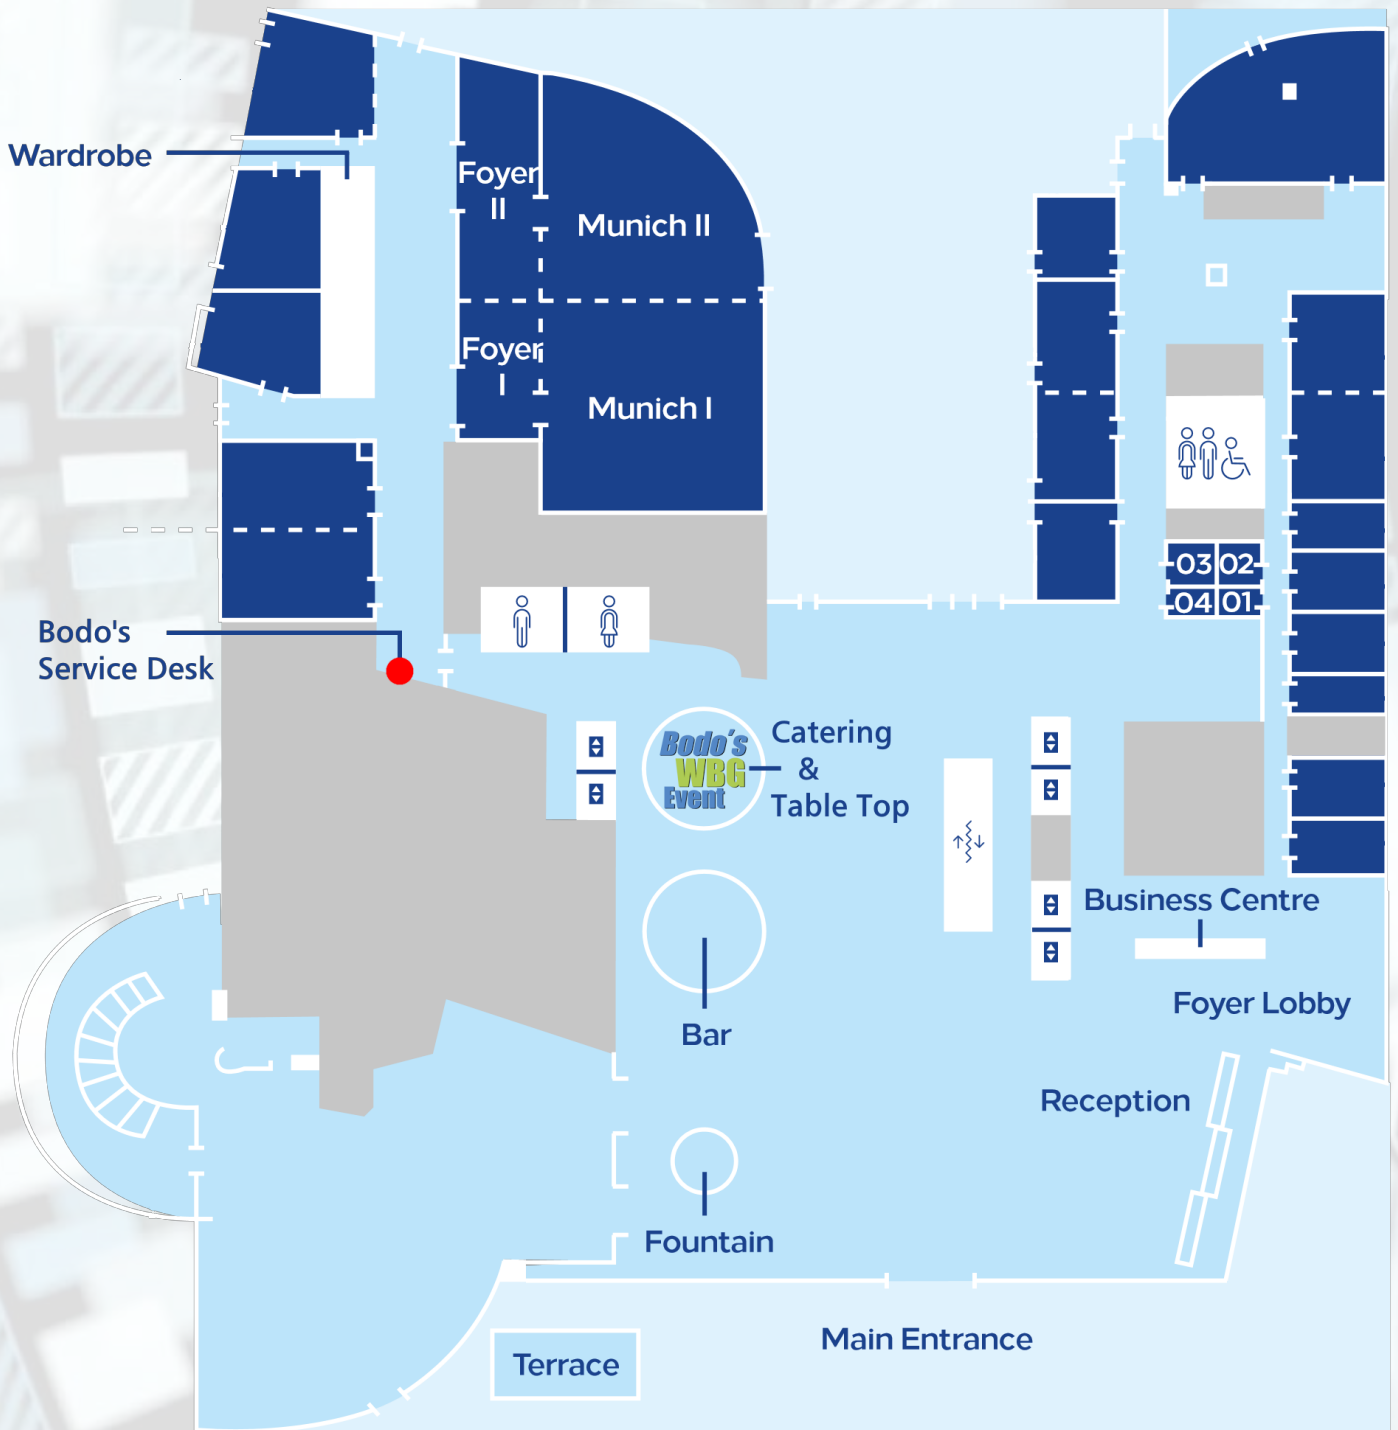 Wardrobe
Foyer
II
Munich II
Foyer
I
Munich I
03 02
04 01
Bodo's
Service Desk
Bodo's
WBG
Event
Catering
&
Table Top
Business Centre
Foyer Lobby
Bar
Reception
Fountain
Main Entrance
Terrace